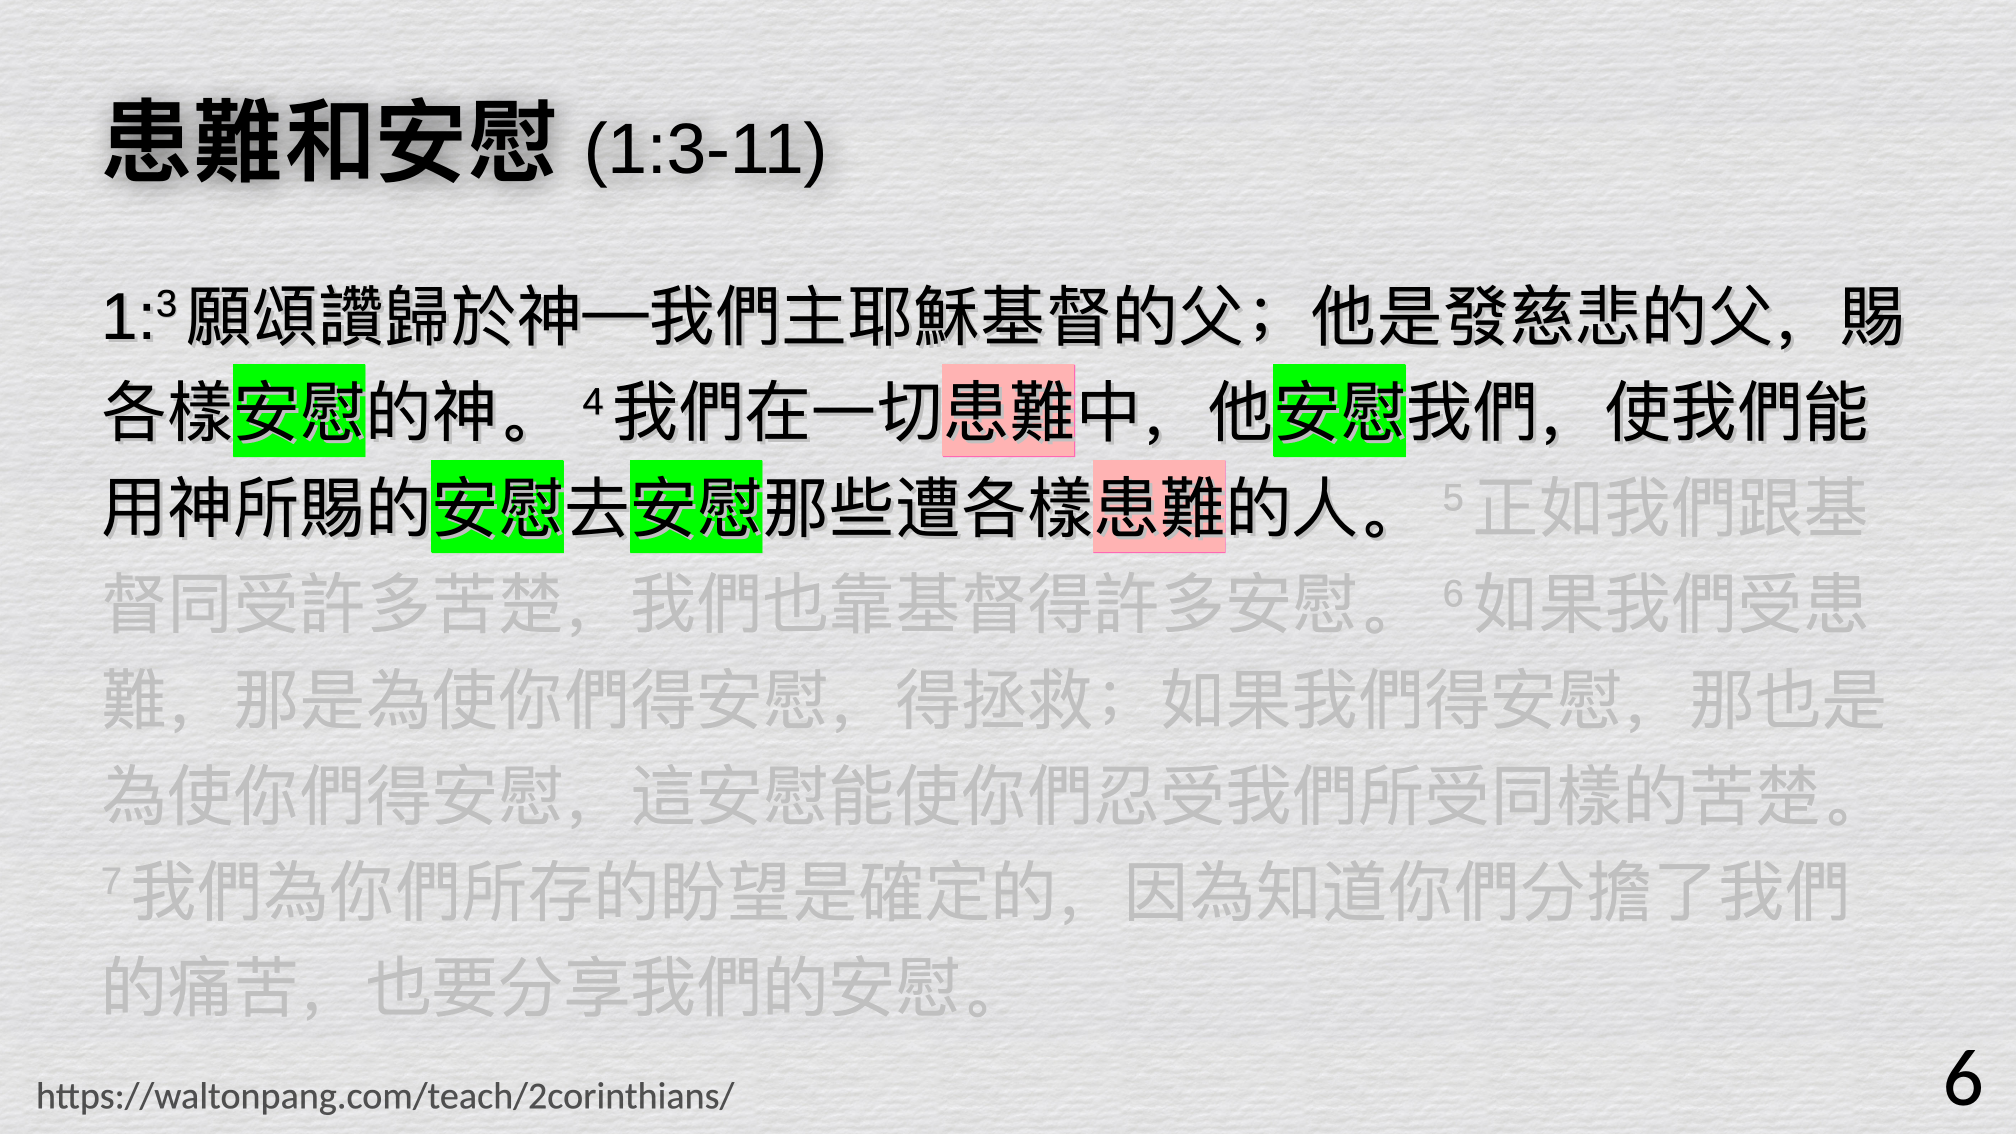 患難和安慰 (1:3-11)
1:3 願頌讚歸於神─我們主耶穌基督的父；他是發慈悲的父，賜
各樣安慰的神。 4 我們在一切患難中，他安慰我們，使我們能
用神所賜的安慰去安慰那些遭各樣患難的人。 5 正如我們跟基
督同受許多苦楚，我們也靠基督得許多安慰。 6 如果我們受患
難，那是為使你們得安慰，得拯救；如果我們得安慰，那也是
為使你們得安慰，這安慰能使你們忍受我們所受同樣的苦楚。
7 我們為你們所存的盼望是確定的，因為知道你們分擔了我們
的痛苦，也要分享我們的安慰。
https://waltonpang.com/teach/2corinthians/
6